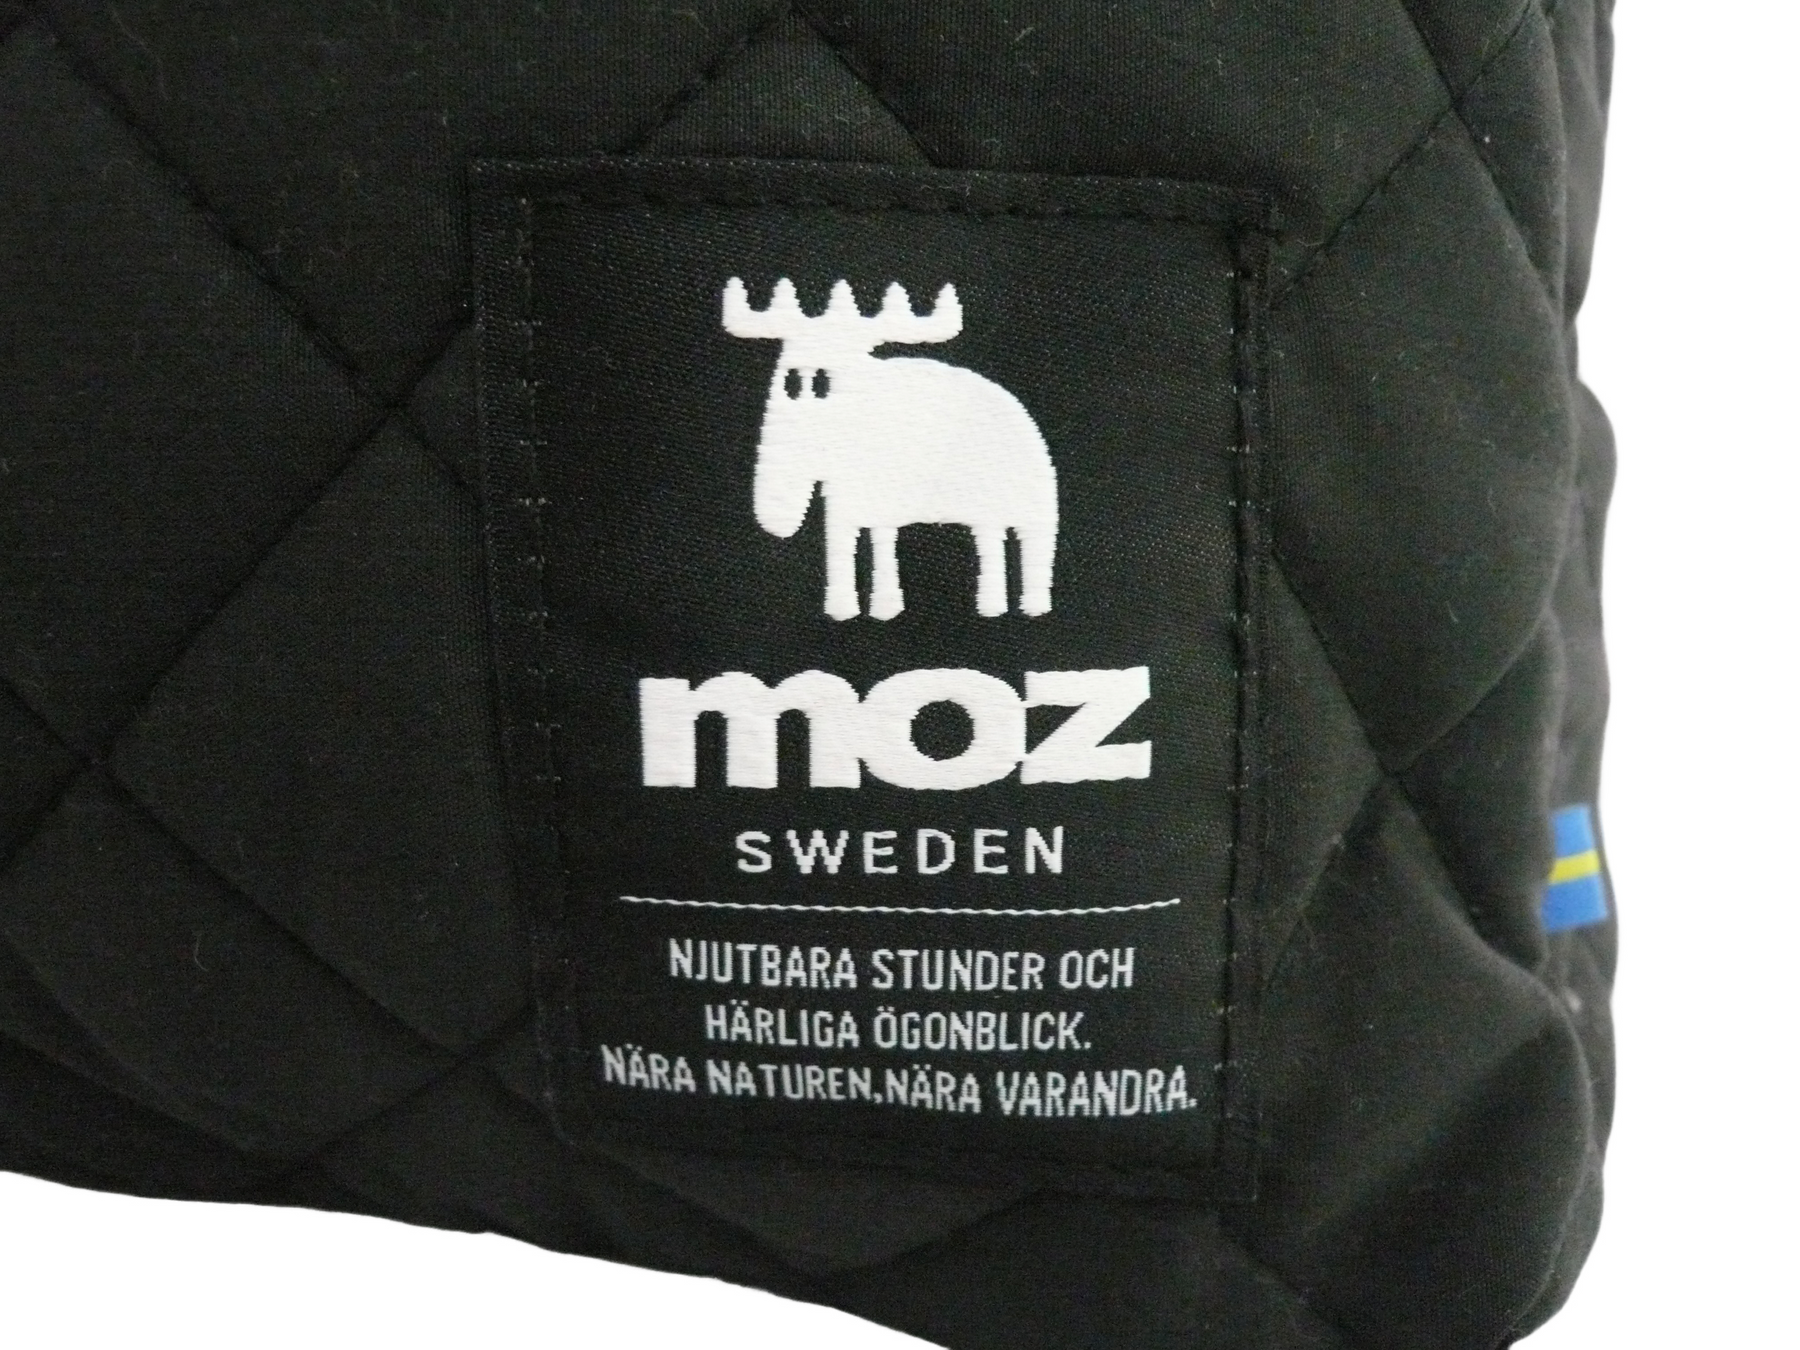 moz
SWEDEN
NJUTBARA STUNDER OCH
HÄRLIGA ÖGONBLICK.
NÄRA NATUREN,NÄRA VARANDRA.